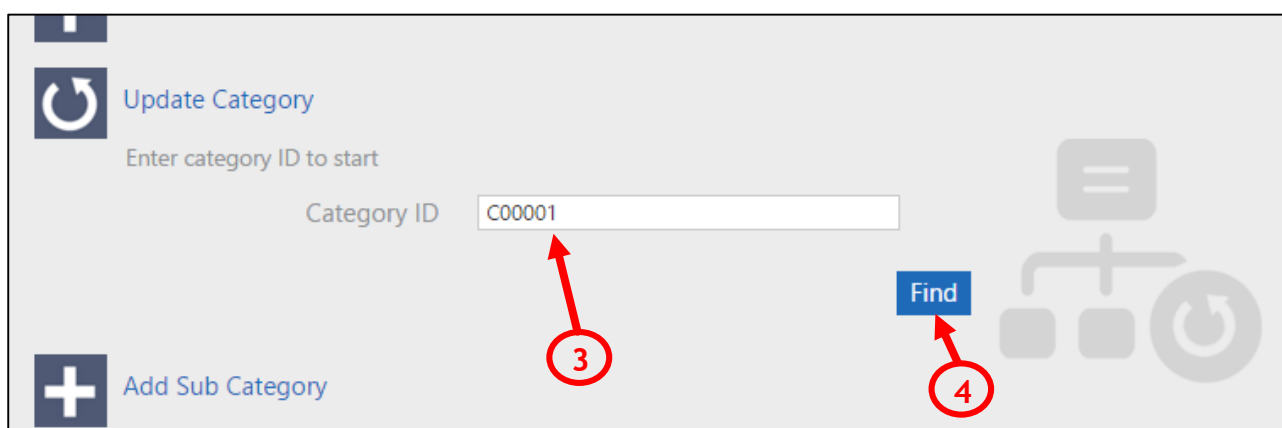 Update Category
Enter category ID to start
Category ID C00001
Find
3
4
Add Sub Category